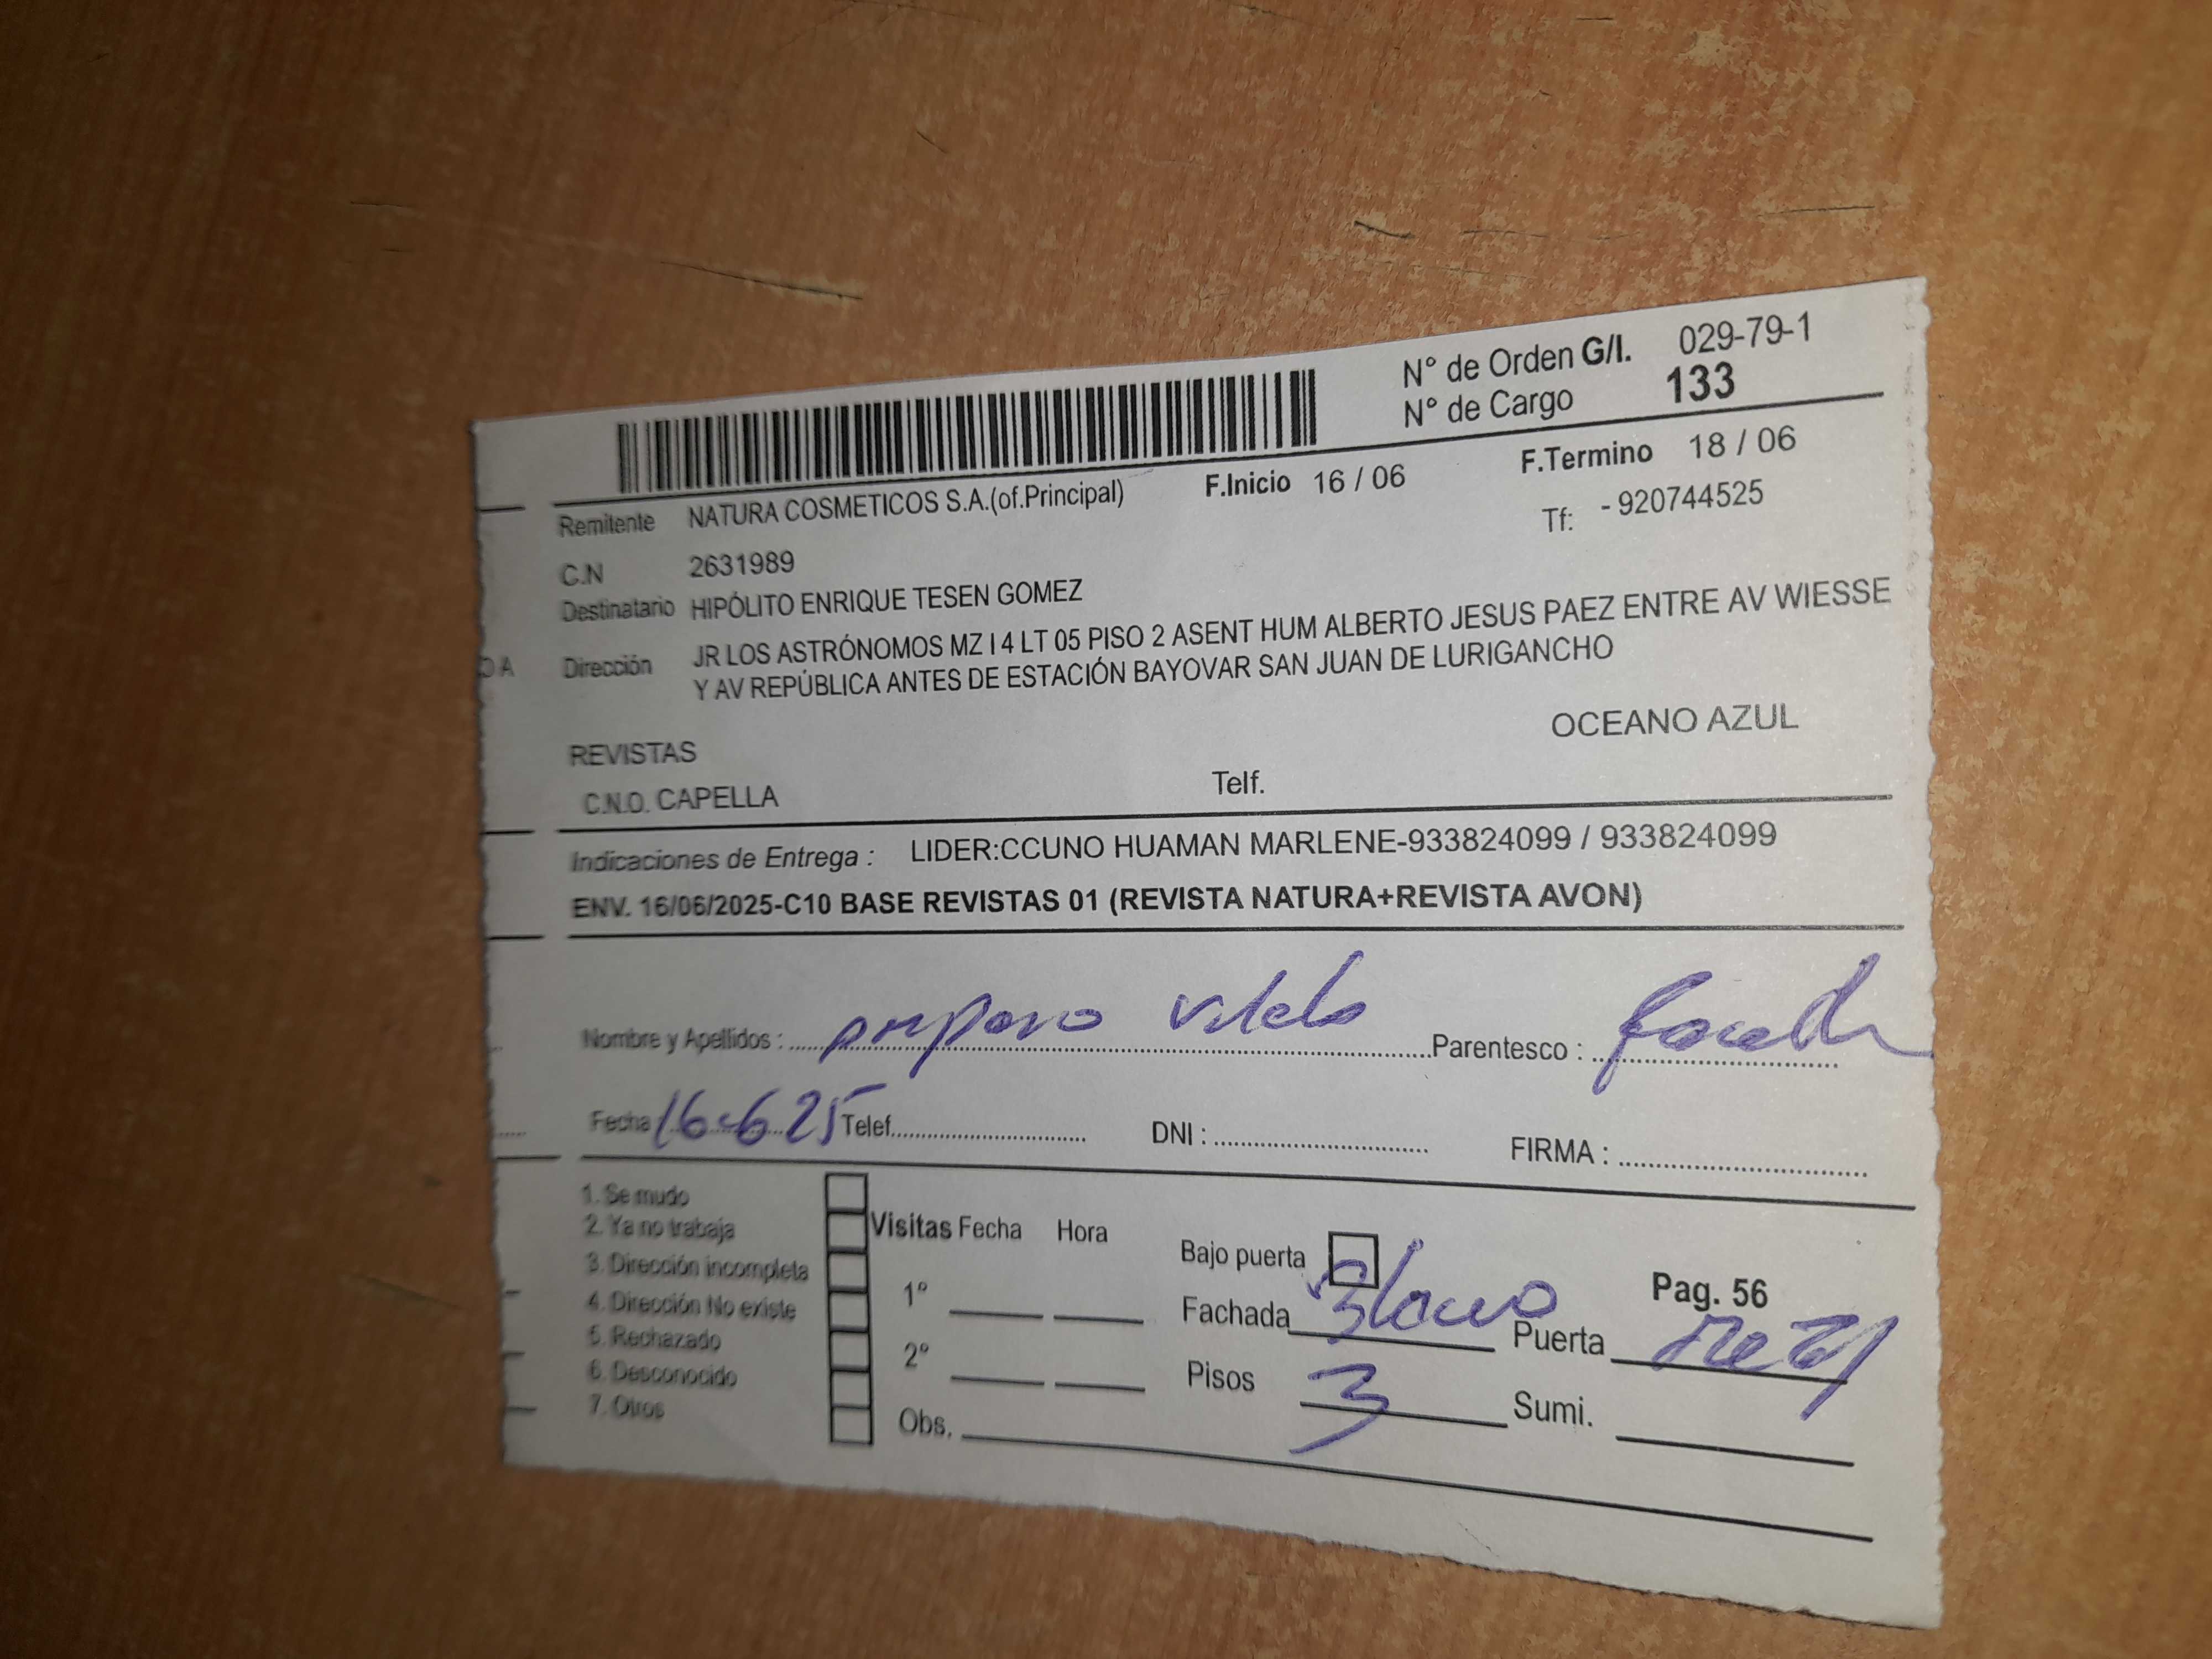 N° de Orden G/I. 029-79-1
N° de Cargo 133
F.Inicio 16 / 06 F.Termino 18 / 06
Remitente NATURA COSMETICOS S.A.(of.Principal)
Tf: - 920744525
C.N 2631989
Destinatario HIPÓLITO ENRIQUE TESEN GOMEZ
O A
Dirección JR LOS ASTRÓNOMOS MZ I 4 LT 05 PISO 2 ASENT HUM ALBERTO JESUS PAEZ ENTRE AV WIESSE
Y AV REPÚBLICA ANTES DE ESTACIÓN BAYOVAR SAN JUAN DE LURIGANCHO
OCEANO AZUL
REVISTAS
C.N.O. CAPELLA Telf.
Indicaciones de Entrega : LIDER:CCUNO HUAMAN MARLENE-933824099 / 933824099
ENV. 16/06/2025-C10 BASE REVISTAS 01 (REVISTA NATURA+REVISTA AVON)
Nombre y Apellidos : Amparo Parentesco :
Fecha 16-6 25 Telef. DNI : FIRMA :
1. Se mudo
2. Ya no trabaja
3. Dirección incompleta
4. Dirección No existe
5. Rechazado
6. Desconocido
7. Otros
Visitas Fecha Hora
1°
2°
Obs.
Bajo puerta
Pag. 56
Fachada Blanco Puerta
Pisos 3 Sumi.